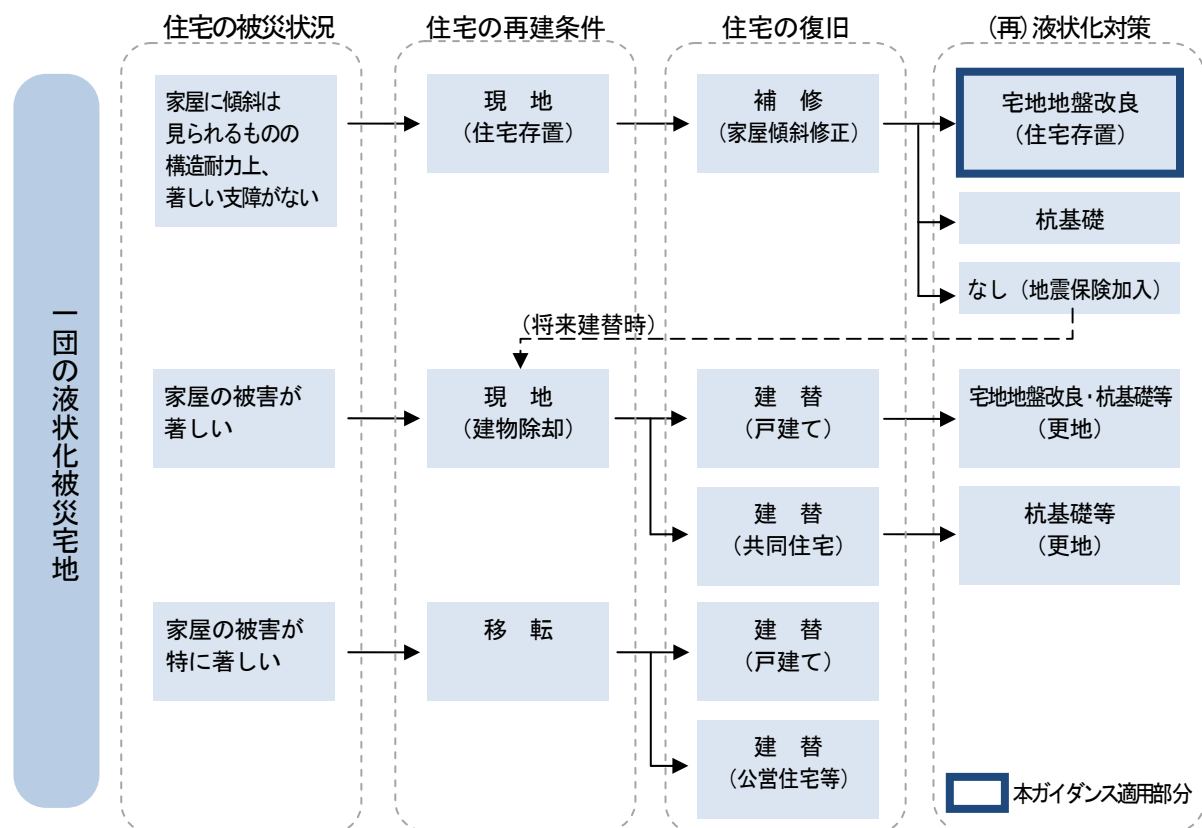 住宅の被災状況
住宅の再建条件
住宅の復旧
(再)液状化対策
一団の液状化被災宅地
家屋に傾斜は
見られるものの
構造耐力上、
著しい支障がない
現 地
(住宅存置)
補 修
(家屋傾斜修正)
宅地地盤改良
(住宅存置)
杭基礎
なし(地震保険加入)
(将来建替時)
家屋の被害が
著しい
現 地
(建物除却)
建 替
(戸建て)
宅地地盤改良・杭基礎等
(更地)
建 替
(共同住宅)
杭基礎等
(更地)
家屋の被害が
特に著しい
移 転
建 替
(戸建て)
建 替
(公営住宅等)
本ガイダンス適用部分